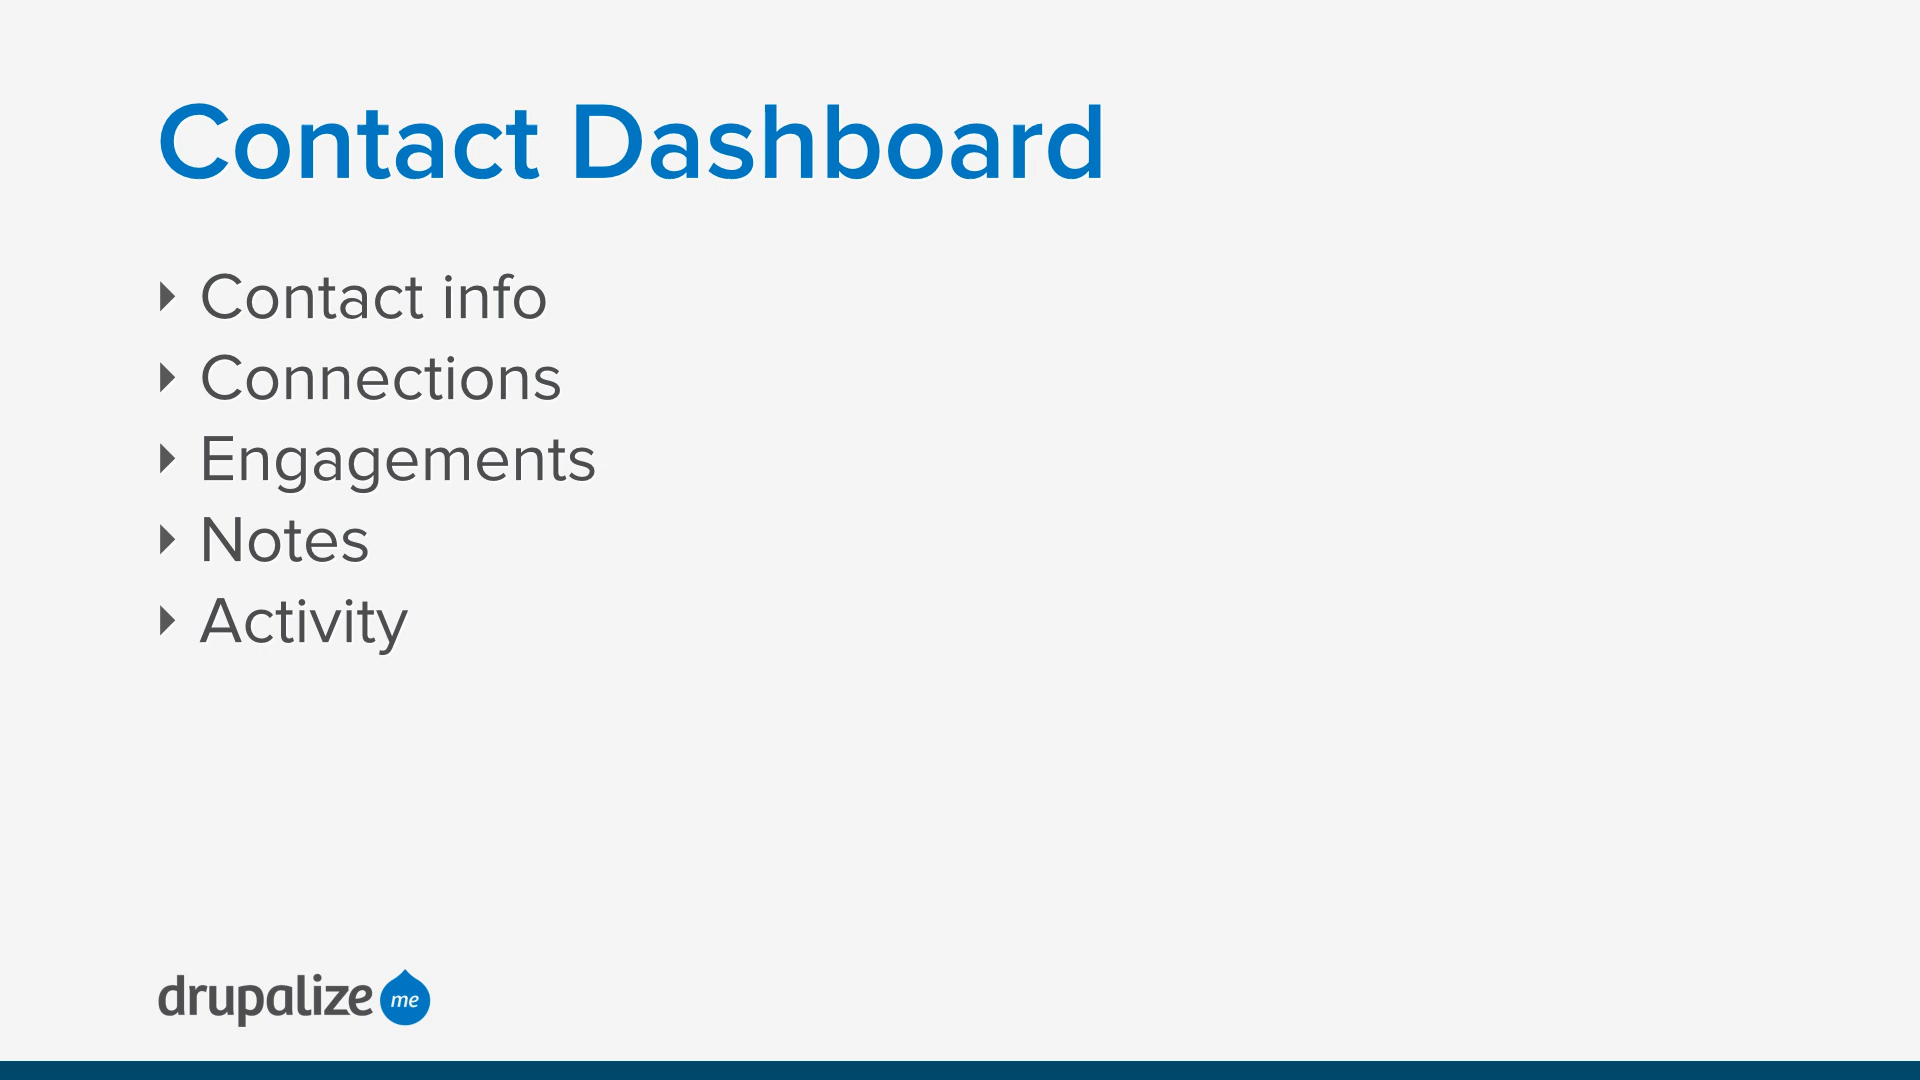 Contact Dashboard
Contact info
Connections
Engagements
Notes
Activity
drupalize me